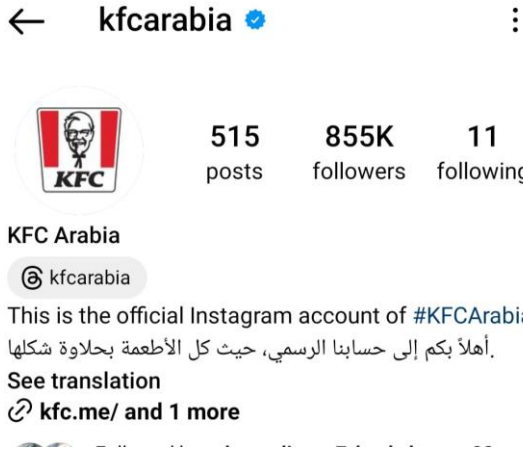 kfcarabia
515 855K 11
posts followers following
KFC
KFC Arabia
kfcarabia
This is the official Instagram account of #KFCArabia
أهلاً بكم إلى حسابنا الرسمي، حيث كل الأطعمة بحلاوة شكلها.
See translation
kfc.me/ and 1 more